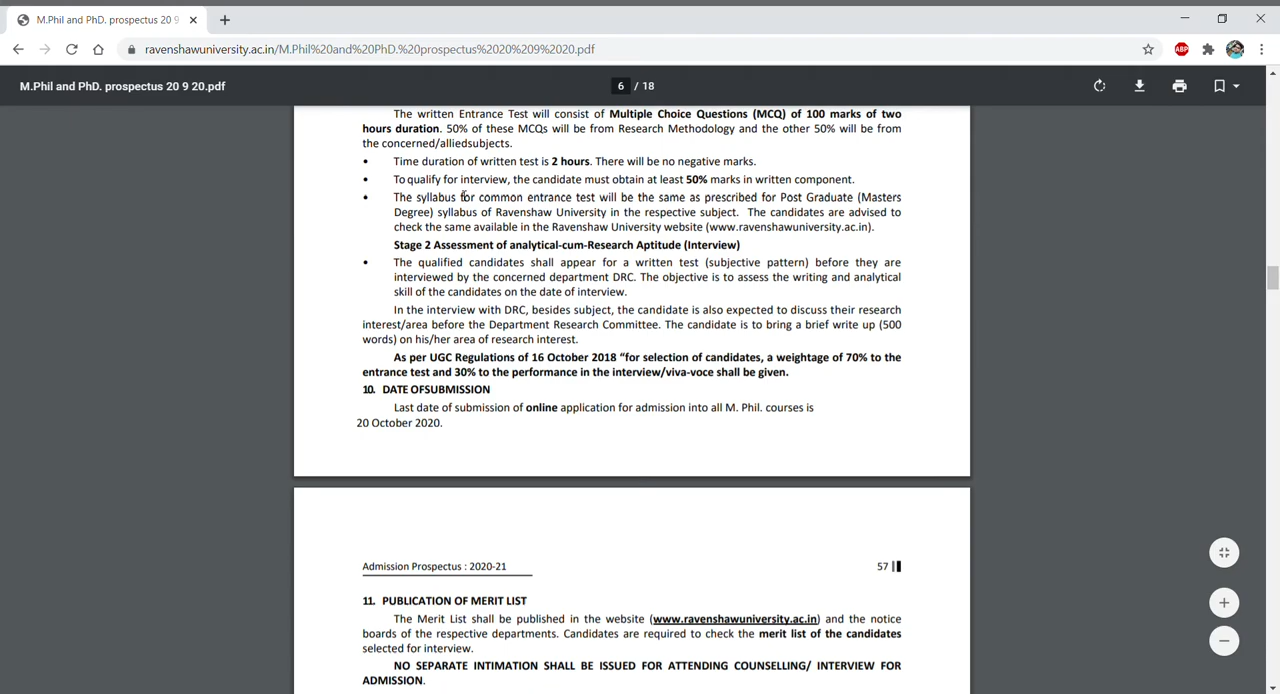 M.Phil and PhD. prospectus 20 9
ravenshawuniversity.ac.in/M.Phil%20and%20PhD.%20prospectus%2020%209%2020.pdf
ABP
M.Phil and PhD. prospectus 20 9 20.pdf
6 / 18
The written Entrance Test will consist of Multiple Choice Questions (MCQ) of 100 marks of two
hours duration. 50% of these MCQs will be from Research Methodology and the other 50% will be from
the concerned/alliedsubjects.
• Time duration of written test is 2 hours. There will be no negative marks.
• To qualify for interview, the candidate must obtain at least 50% marks in written component.
• The syllabus for common entrance test will be the same as prescribed for Post Graduate (Masters
Degree) syllabus of Ravenshaw University in the respective subject. The candidates are advised to
check the same available in the Ravenshaw University website (www.ravenshawuniversity.ac.in).
Stage 2 Assessment of analytical-cum-Research Aptitude (Interview)
• The qualified candidates shall appear for a written test (subjective pattern) before they are
interviewed by the concerned department DRC. The objective is to assess the writing and analytical
skill of the candidates on the date of interview.
In the interview with DRC, besides subject, the candidate is also expected to discuss their research
interest/area before the Department Research Committee. The candidate is to bring a brief write up (500
words) on his/her area of research interest.
As per UGC Regulations of 16 October 2018 “for selection of candidates, a weightage of 70% to the
entrance test and 30% to the performance in the interview/viva-voce shall be given.
10. DATE OFSUBMISSION
Last date of submission of online application for admission into all M. Phil. courses is
20 October 2020.
Admission Prospectus : 2020-21 57
11. PUBLICATION OF MERIT LIST
The Merit List shall be published in the website (www.ravenshawuniversity.ac.in) and the notice
boards of the respective departments. Candidates are required to check the merit list of the candidates
selected for interview.
NO SEPARATE INTIMATION SHALL BE ISSUED FOR ATTENDING COUNSELLING/ INTERVIEW FOR
ADMISSION.